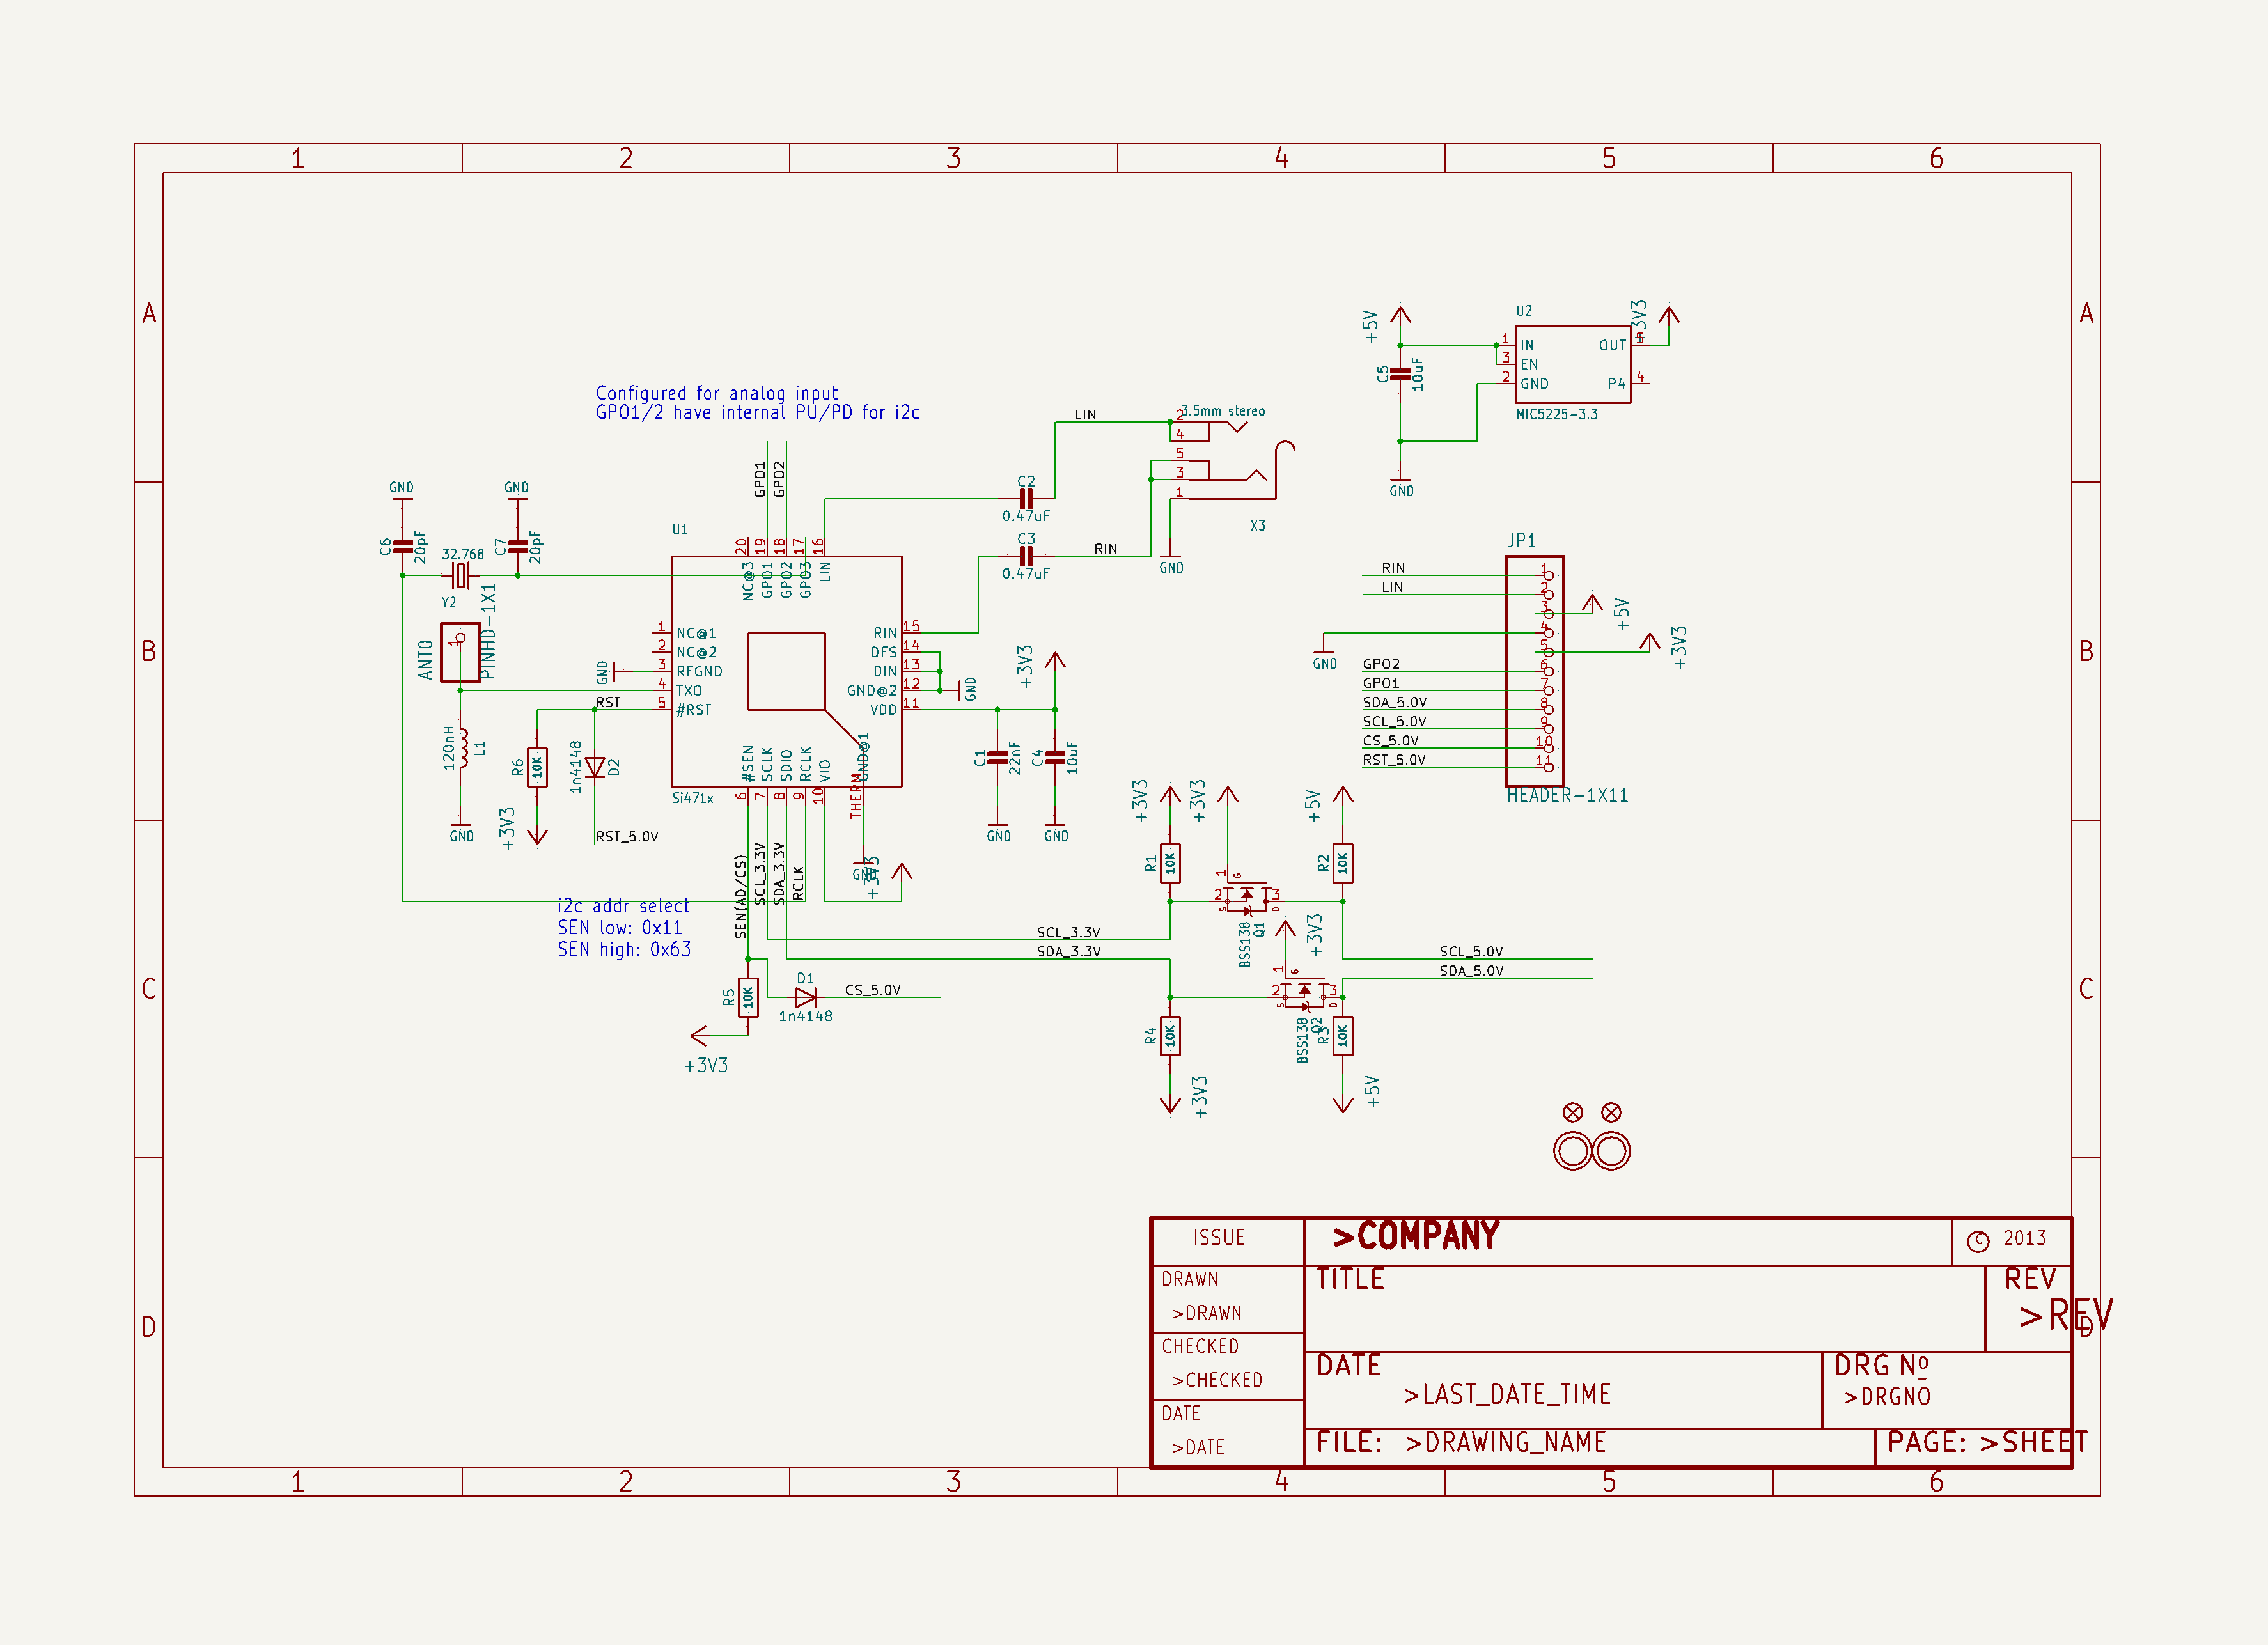 1 2 3 4 5 6
A A
B B
C C
D D
1 2 3 4 5 6
Configured for analog input
GPO1/2 have internal PU/PD for i2c
GPO1
GPO2
GND
C6
20pF
GND
C7
20pF
32.768
Y2
ANTO
PINHD-1X1
1
120nH
L1
GND
GND
RST
R6
10K
+3V3
1n4148
D2
RST_5.0V
U1
20 19 18 17 16
NC@3
GPO1
GPO2
GPO3
LIN
1 NC@1
2 NC@2
3 RFGND
4 TXO
5 #RST
RIN 15
DFS 14
DIN 13
GND@2 12
VDD 11
#SEN
SCLK
SDIO
RCLK
VIO
GND@1
6 7 8 9 10
THERM
Si471x
GND
GND
+3V3
SEN(AD/CS)
SCL_3.3V
SDA_3.3V
RCLK
i2c addr select
SEN low: 0x11
SEN high: 0x63
R5
10K
+3V3
D1
1n4148
CS_5.0V
C2
0.47uF
C3
0.47uF
LIN
RIN
3.5mm stereo
2
4
5
3
1
X3
GND
+3V3
C1
22nF
C4
10uF
GND
GND
+5V
C5
10uF
GND
U2
1 IN
3 EN
2 GND
OUT 5
P4 4
MIC5225-3.3
+3V3
JP1
RIN 1
LIN 2
3 +5V
GND 4
5 +3V3
GPO2 6
GPO1 7
SDA_5.0V 8
SCL_5.0V 9
CS_5.0V 10
RST_5.0V 11
HEADER-1X11
+3V3
+3V3
+5V
R1
10K
R2
10K
1
G
2
S
3
D
BSS138
Q1
+3V3
SCL_3.3V
SDA_3.3V
SCL_5.0V
SDA_5.0V
1
G
2
S
3
D
BSS138
Q2
R4
10K
R3
10K
+3V3
+5V
ISSUE
>COMPANY
© 2013
DRAWN
>DRAWN
TITLE
REV
>REV
CHECKED
>CHECKED
DATE
>LAST_DATE_TIME
DRG Nº
>DRGNO
DATE
>DATE
FILE: >DRAWING_NAME
PAGE: >SHEET